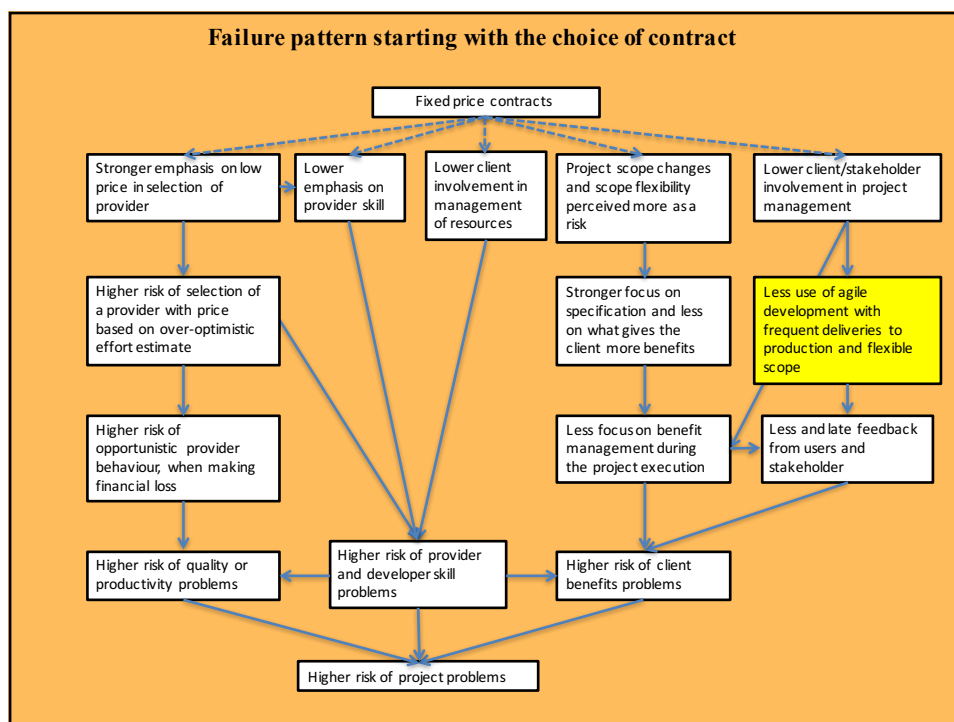 Failure pattern starting with the choice of contract
Fixed price contracts
Stronger emphasis on low
price in selection of
provider
Lower
emphasis on
provider skill
Lower client
involvement in
management
of resources
Project scope changes
and scope flexibility
perceived more as a
risk
Lower client/stakeholder
involvement in project
management
Higher risk of selection of
a provider with price
based on over-optimistic
effort estimate
Stronger focus on
specification and less
on what gives the
client more benefits
Less use of agile
development with
frequent deliveries to
production and flexible
scope
Higher risk of
opportunistic provider
behaviour, when making
financial loss
Less focus on benefit
management during
the project execution
Less and late feedback
from users and
stakeholder
Higher risk of quality or
productivity problems
Higher risk of provider
and developer skill
problems
Higher risk of client
benefits problems
Higher risk of project problems